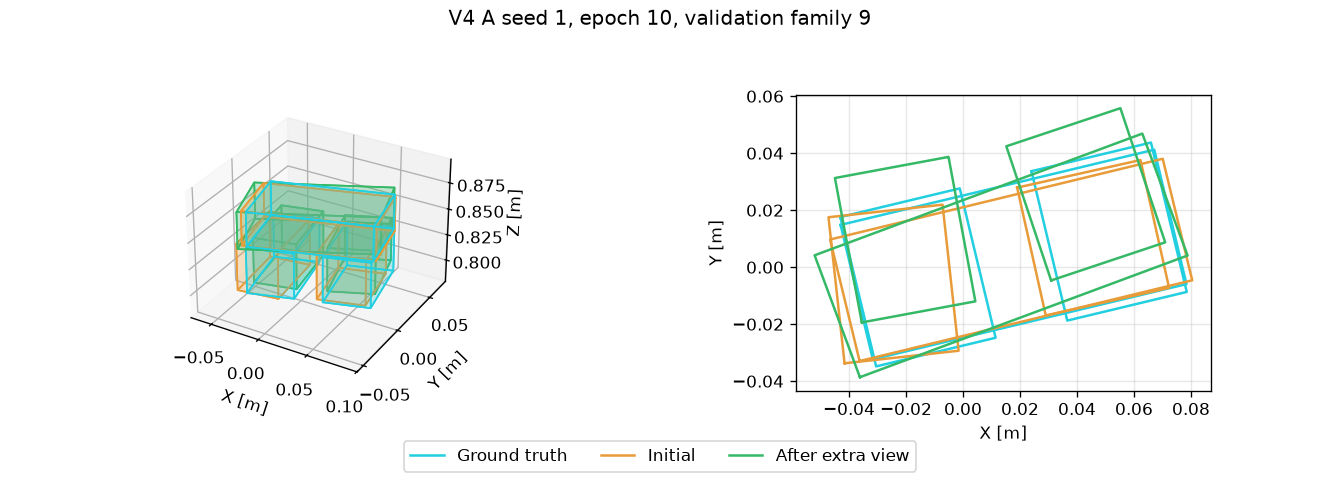 V4 A seed 1, epoch 10, validation family 9
0.875
0.850
0.825
0.800
Z [m]
−0.05
0.00
0.05
0.10
X [m]
−0.05
0.00
0.05
Y [m]
0.06
0.04
0.02
0.00
−0.02
−0.04
Y [m]
−0.04 −0.02 0.00 0.02 0.04 0.06 0.08
X [m]
Ground truth Initial After extra view